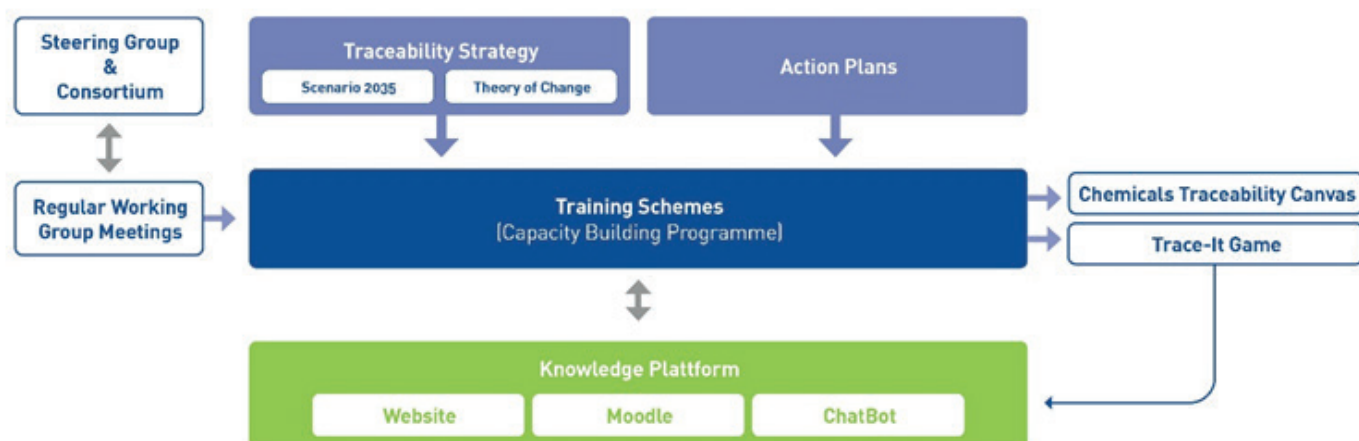 Steering Group
&
Consortium
Traceability Strategy
Scenario 2035
Theory of Change
Action Plans
Regular Working
Group Meetings
Training Schemes
(Capacity Building Programme)
Chemicals Traceability Canvas
Trace-It Game
Knowledge Plattform
Website
Moodle
ChatBot